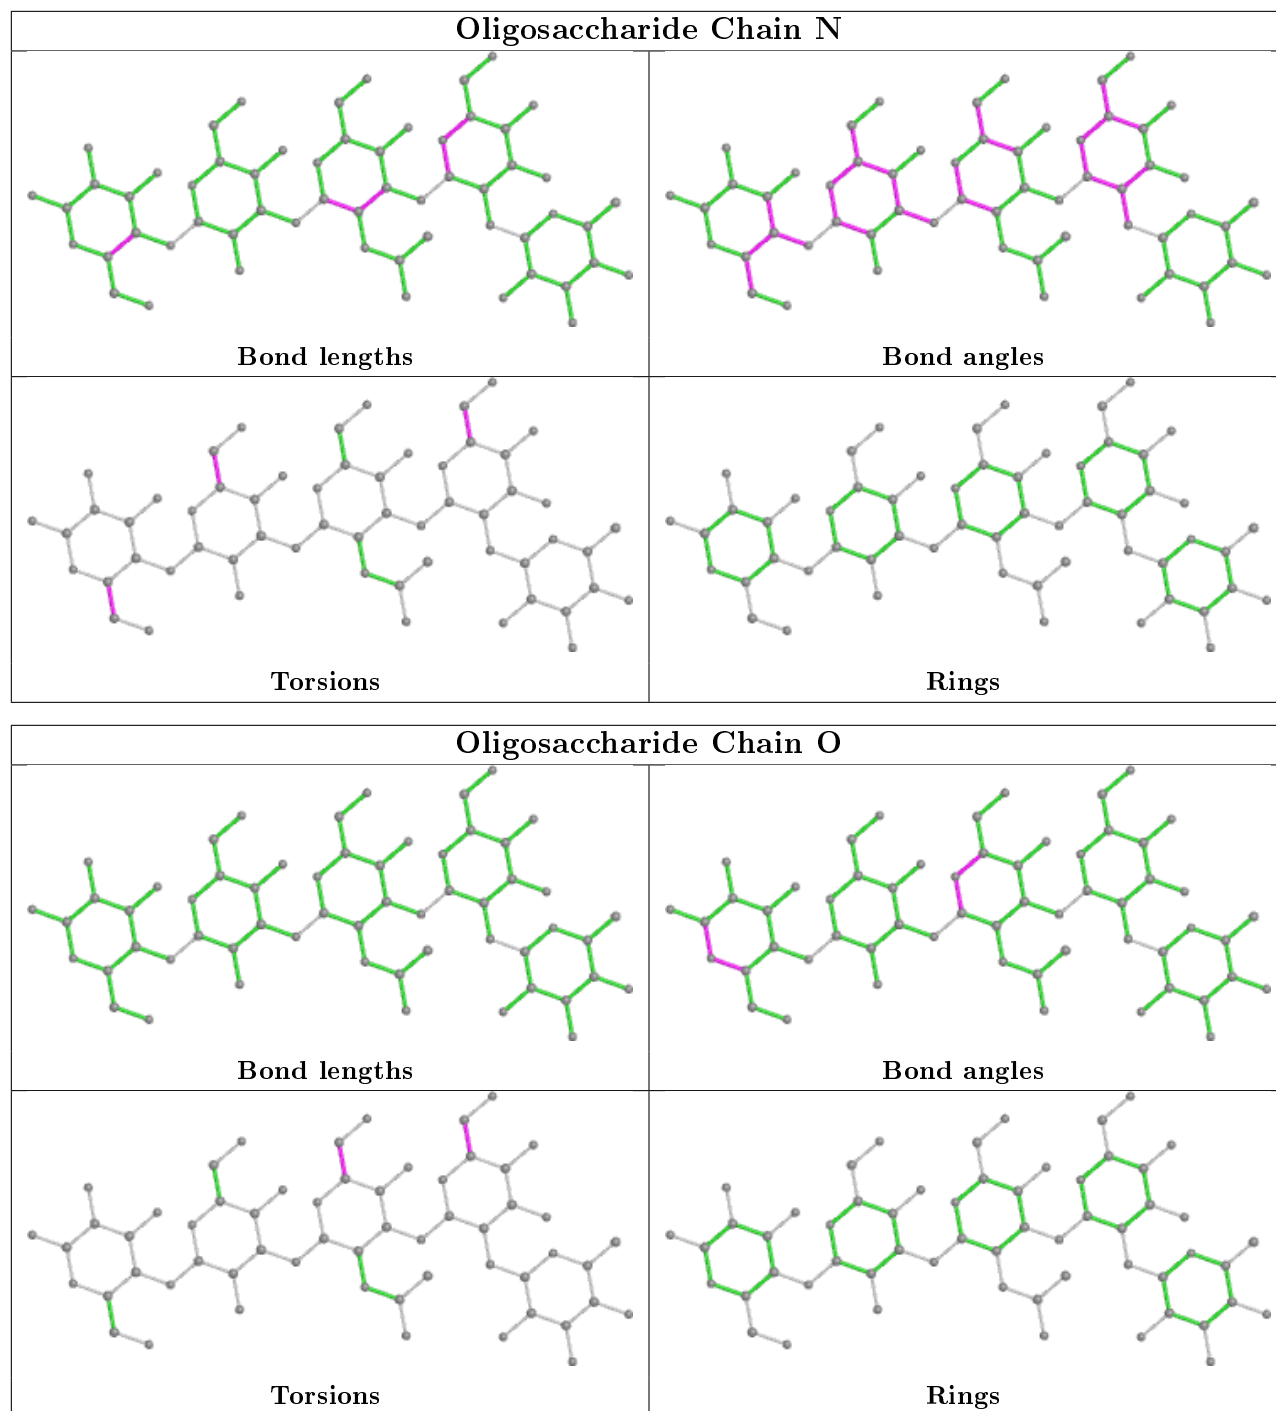 Oligosaccharide Chain N
Bond lengths
Bond angles
Torsions
Rings
Oligosaccharide Chain O
Bond lengths
Bond angles
Torsions
Rings